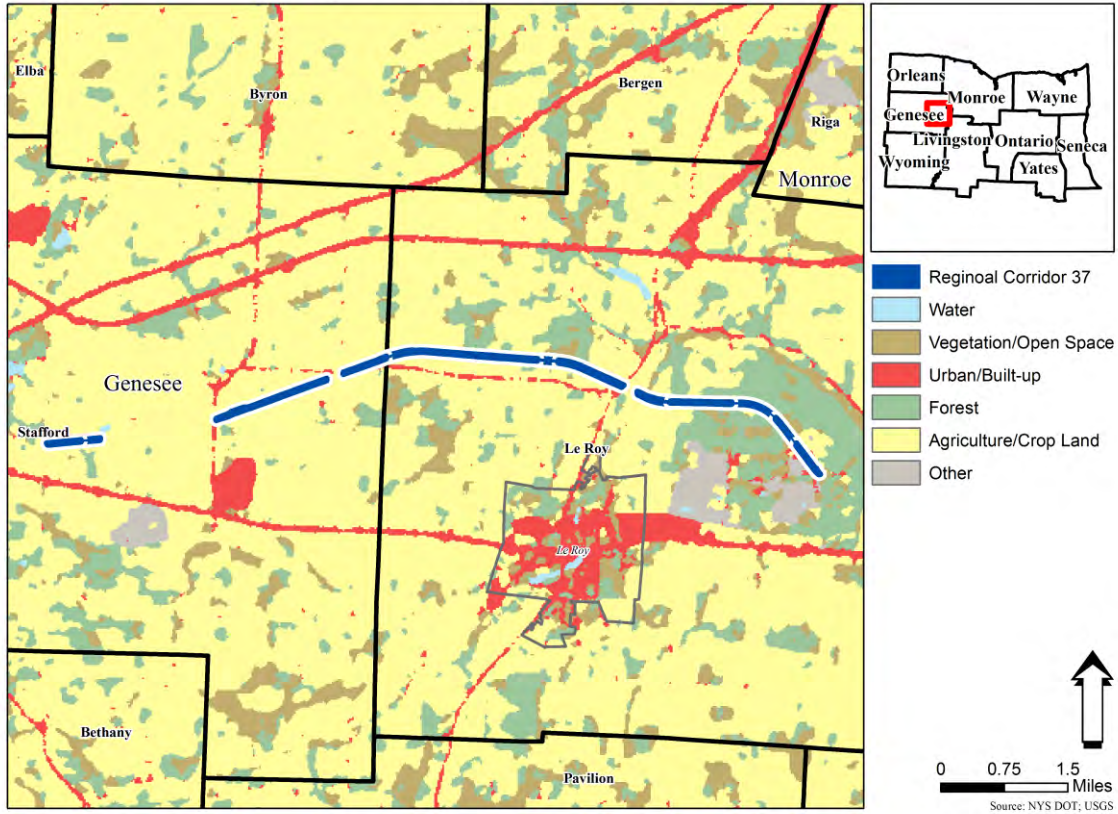 Elba
Byron
Bergen
Riga
Monroe
Genesee
Stafford
Le Roy
Le Roy
Bethany
Pavilion
Orleans
Monroe
Wayne
Genesee
Livingston
Ontario
Seneca
Wyoming
Yates
Reginoal Corridor 37
Water
Vegetation/Open Space
Urban/Built-up
Forest
Agriculture/Crop Land
Other
0 0.75 1.5
Miles
Source: NYS DOT; USGS